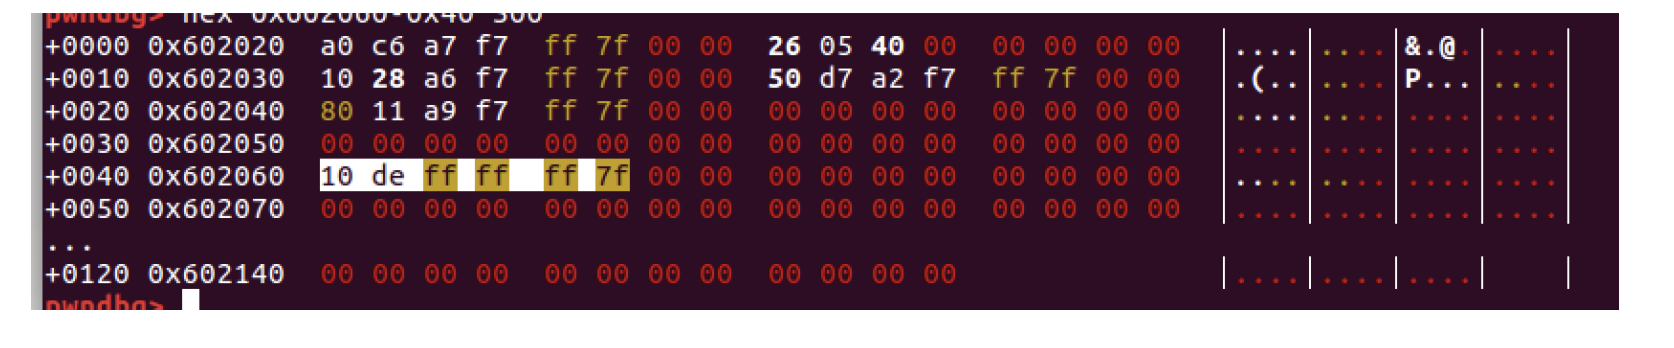 pwndbg> hex 0x602060-0x40 300
+0000 0x602020 a0 c6 a7 f7 ff 7f 00 00 26 05 40 00 00 00 00 00 |....|....|&.@.|....|
+0010 0x602030 10 28 a6 f7 ff 7f 00 00 50 d7 a2 f7 ff 7f 00 00 |.(..|....|P...|....|
+0020 0x602040 80 11 a9 f7 ff 7f 00 00 00 00 00 00 00 00 00 00 |....|....|....|....|
+0030 0x602050 00 00 00 00 00 00 00 00 00 00 00 00 00 00 00 00 |....|....|....|....|
+0040 0x602060 10 de ff ff ff 7f 00 00 00 00 00 00 00 00 00 00 |....|....|....|....|
+0050 0x602070 00 00 00 00 00 00 00 00 00 00 00 00 00 00 00 00 |....|....|....|....|
...
+0120 0x602140 00 00 00 00 00 00 00 00 00 00 00 00 |....|....|....| |
pwndbg>